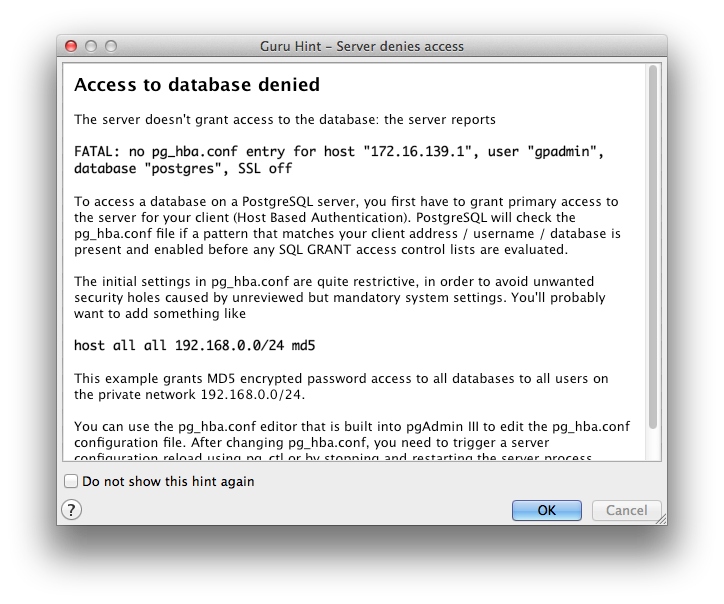 Guru Hint – Server denies access
Access to database denied
The server doesn't grant access to the database: the server reports
FATAL: no pg_hba.conf entry for host "172.16.139.1", user "gpadmin",
database "postgres", SSL off
To access a database on a PostgreSQL server, you first have to grant primary access to
the server for your client (Host Based Authentication). PostgreSQL will check the
pg_hba.conf file if a pattern that matches your client address / username / database is
present and enabled before any SQL GRANT access control lists are evaluated.
The initial settings in pg_hba.conf are quite restrictive, in order to avoid unwanted
security holes caused by unreviewed but mandatory system settings. You'll probably
want to add something like
host all all 192.168.0.0/24 md5
This example grants MD5 encrypted password access to all databases to all users on
the private network 192.168.0.0/24.
You can use the pg_hba.conf editor that is built into pgAdmin III to edit the pg_hba.conf
configuration file. After changing pg_hba.conf, you need to trigger a server
configuration reload using pg_ctl or by stopping and restarting the server process.
Do not show this hint again
?
OK
Cancel